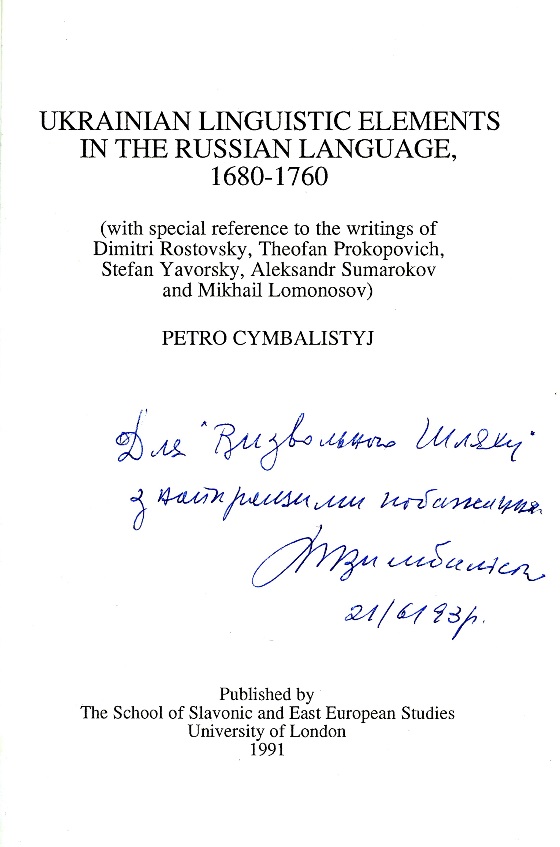 UKRAINIAN LINGUISTIC ELEMENTS
IN THE RUSSIAN LANGUAGE,
1680-1760
(with special reference to the writings of
Dimitri Rostovsky, Theofan Prokopovich,
Stefan Yavorsky, Aleksandr Sumarokov
and Mikhail Lomonosov)
PETRO CYMBALISTYJ
Для "Визвольного Шляху"
з найкращими побажаннями
21/6/93р.
Published by
The School of Slavonic and East European Studies
University of London
1991